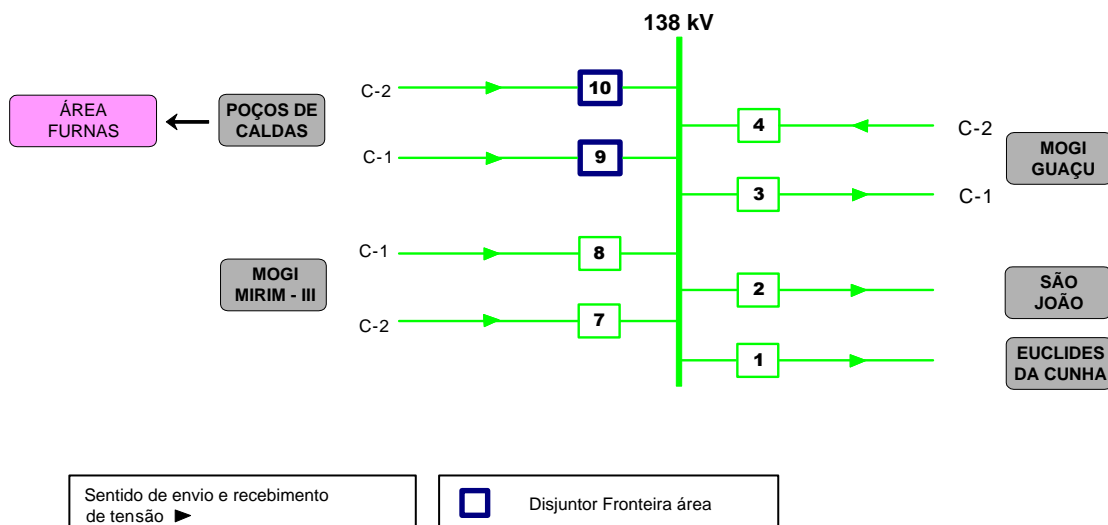 138 kV
ÁREA
FURNAS
POÇOS DE
CALDAS
C-2
10
C-1
9
4
C-2
3
C-1
MOGI
GUAÇU
MOGI
MIRIM - III
C-1
8
C-2
7
2
SÃO
JOÃO
1
EUCLIDES
DA CUNHA
Sentido de envio e recebimento
de tensão
Disjuntor Fronteira área